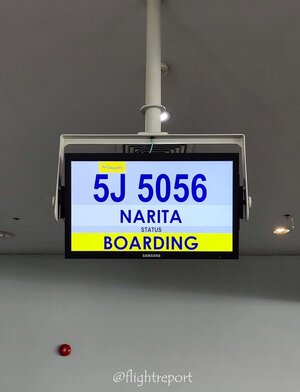 5J 5056
NARITA
STATUS
BOARDING
SAMSUNG
@flightreport